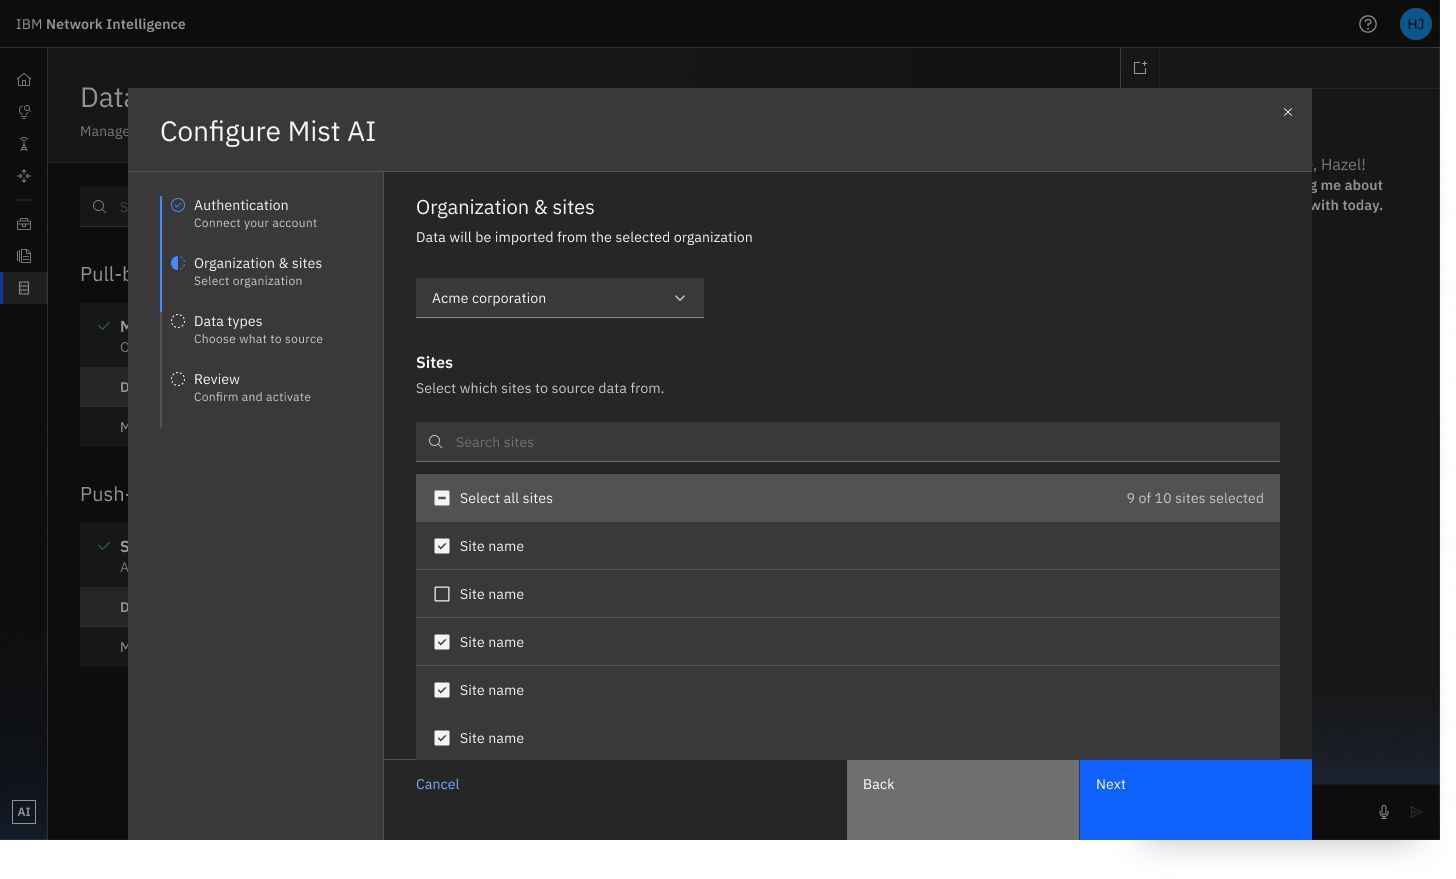 IBM Network Intelligence
HJ
Data
Manage
Configure Mist AI
, Hazel!
g me about
with today.
Authentication
Connect your account
Organization & sites
Select organization
Data types
Choose what to source
Review
Confirm and activate
Organization & sites
Data will be imported from the selected organization
Acme corporation
Sites
Select which sites to source data from.
Search sites
Select all sites
9 of 10 sites selected
Site name
Site name
Site name
Site name
Site name
Cancel
Back
Next
S
Pull-b
M
O
D
M
Push-
S
A
D
M
AI